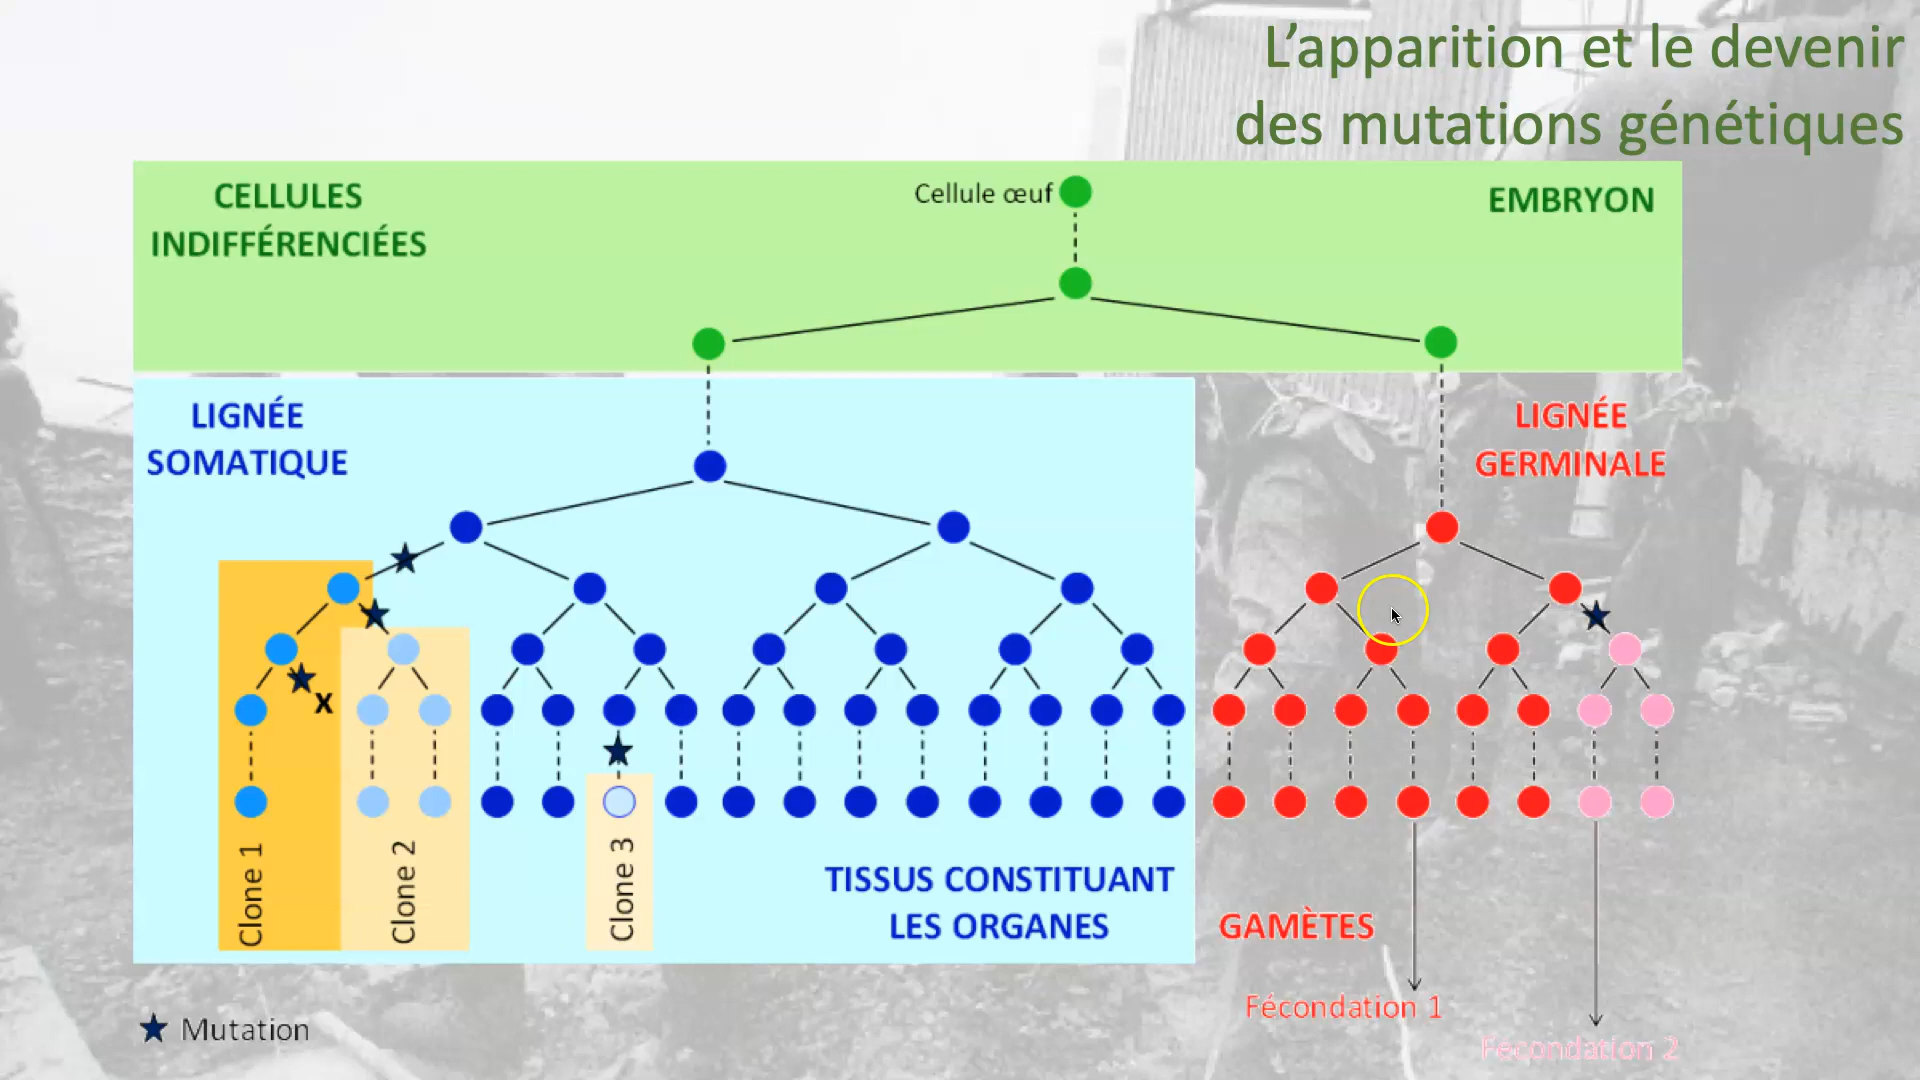 L’apparition et le devenir
des mutations génétiques
CELLULES
INDIFFÉRENCIÉES
Cellule œuf
EMBRYON
LIGNÉE
SOMATIQUE
LIGNÉE
GERMINALE
X
Clone 1
Clone 2
Clone 3
TISSUS CONSTITUANT
LES ORGANES
GAMÈTES
Fécondation 1
Fécondation 2
Mutation